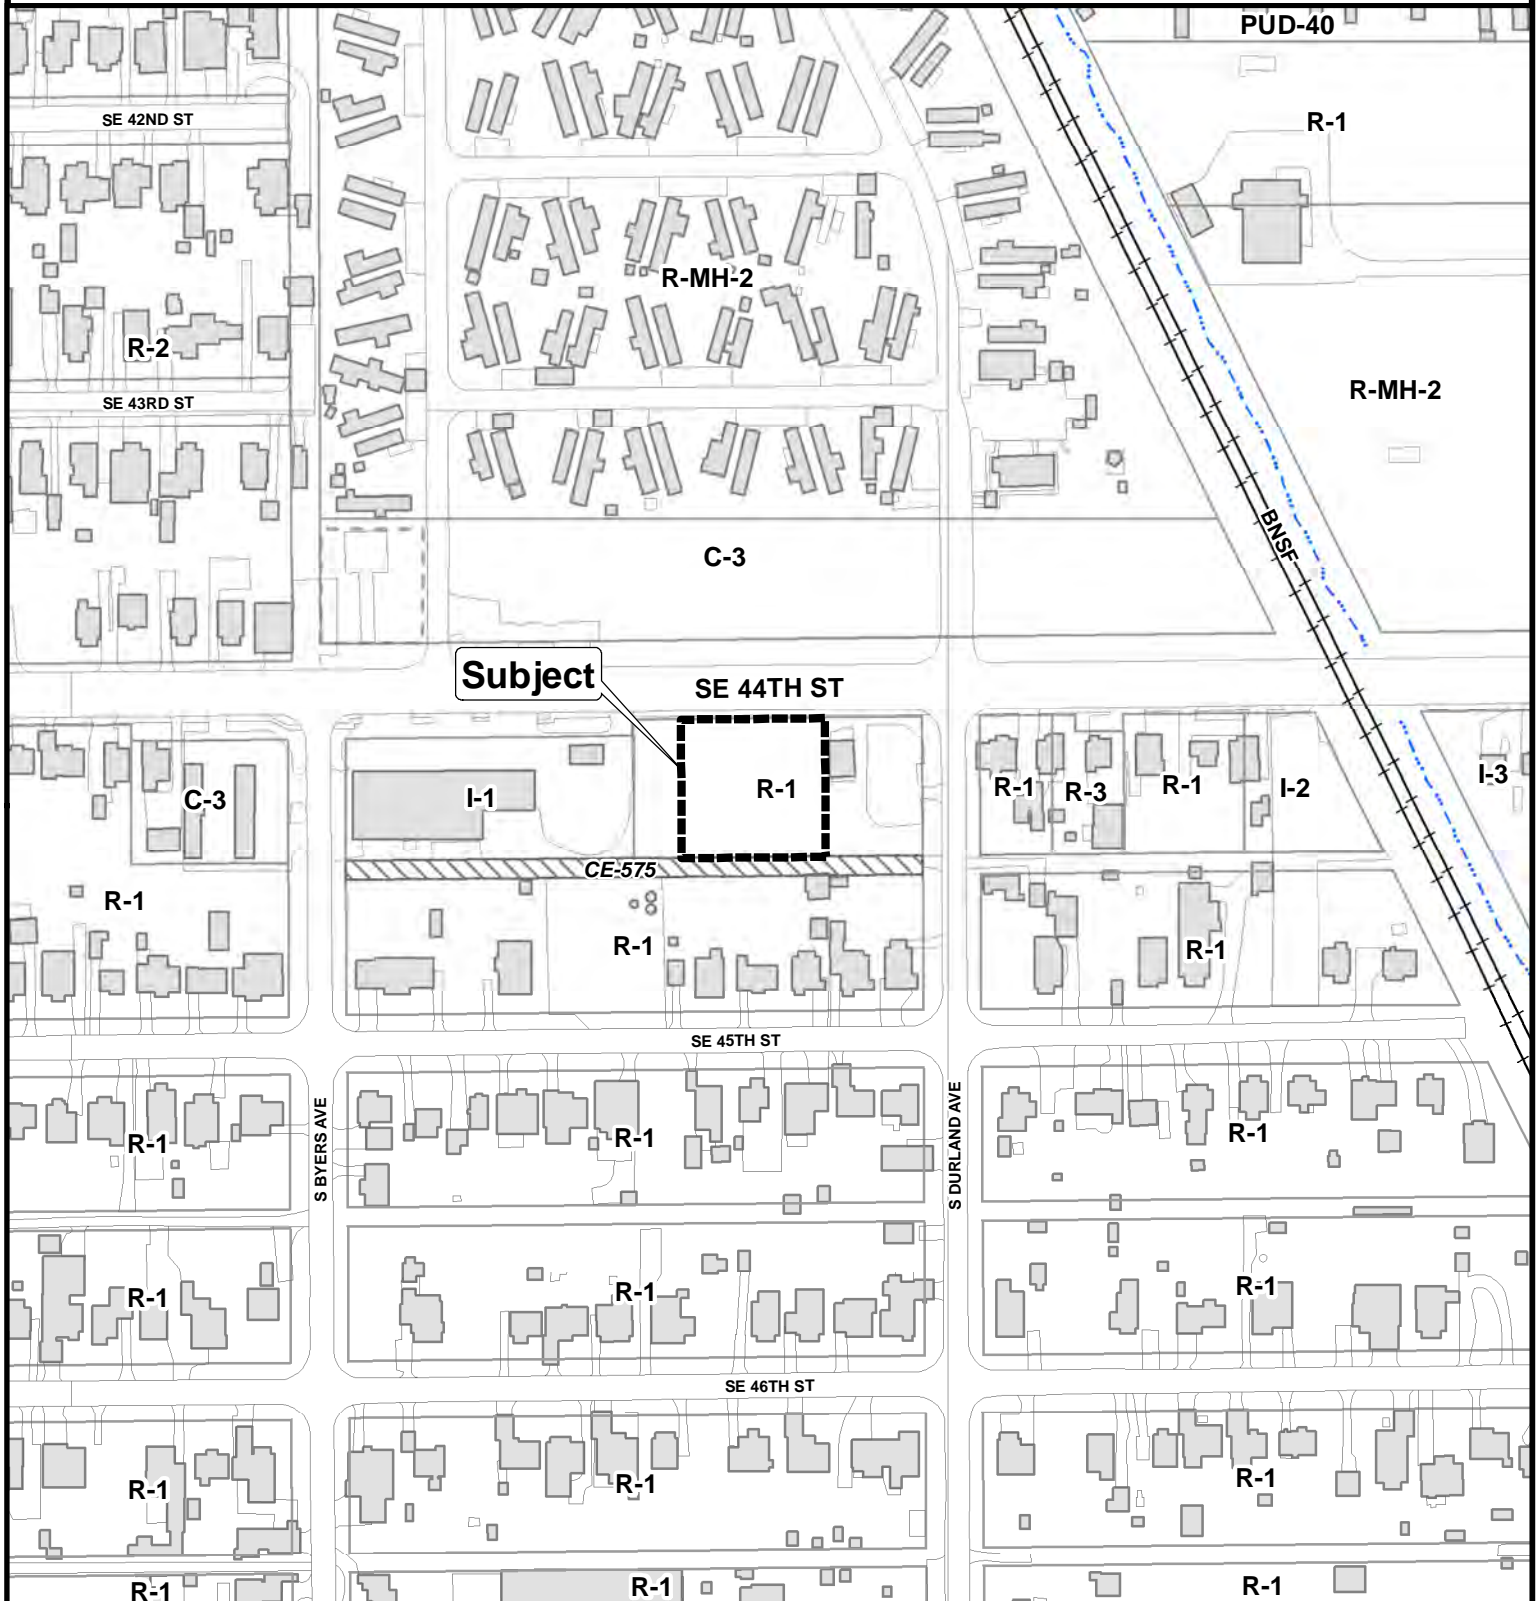 PUD-40
SE 42ND ST
R-1
R-MH-2
R-2
R-MH-2
SE 43RD ST
BNSF
C-3
Subject
SE 44TH ST
C-3
I-1
R-1
R-1
R-3
R-1
I-2
I-3
CE-575
R-1
R-1
R-1
SE 45TH ST
S BYERS AVE
S DURLAND AVE
R-1
R-1
R-1
R-1
R-1
R-1
SE 46TH ST
R-1
R-1
R-1
R-1
R-1
R-1